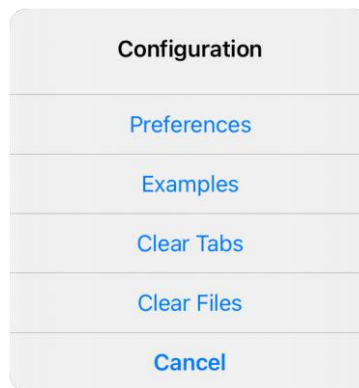 Configuration
Preferences
Examples
Clear Tabs
Clear Files
Cancel